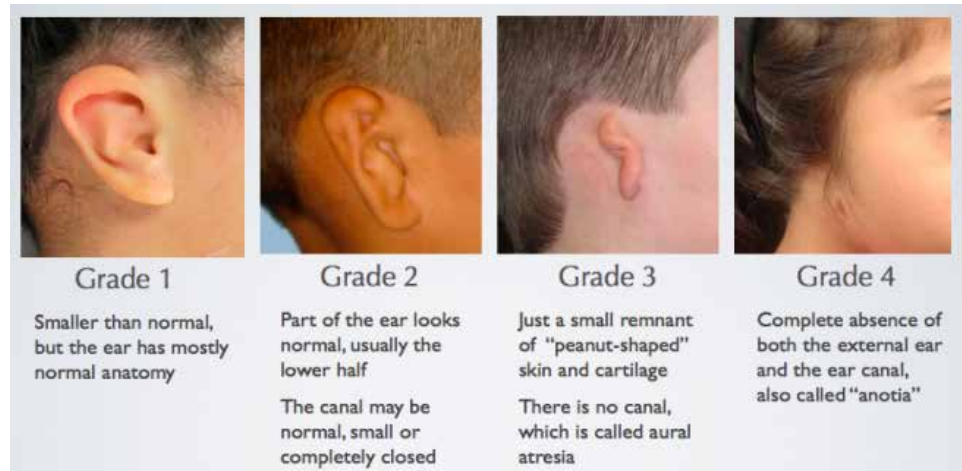 Grade 1
Smaller than normal,
but the ear has mostly
normal anatomy
Grade 2
Part of the ear looks
normal, usually the
lower half
The canal may be
normal, small or
completely closed
Grade 3
Just a small remnant
of “peanut-shaped”
skin and cartilage
There is no canal,
which is called aural
atresia
Grade 4
Complete absence of
both the external ear
and the ear canal,
also called “anotia”